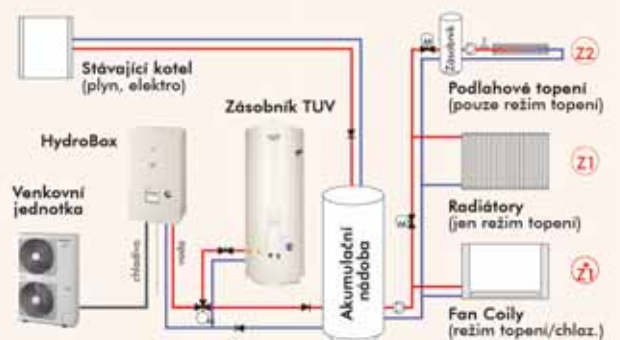 Stávající kotel
(plyn, elektro)
Zásobník TUV
HydroBox
Venkovní
jednotka
chladivo
voda
Akumulační
nádoba
Zásobník
Z2
Podlahové topení
(pouze režim topení)
Z1
Radiátory
(jen režim topení)
Z1
Fan Coily
(režim topení/chlaz.)